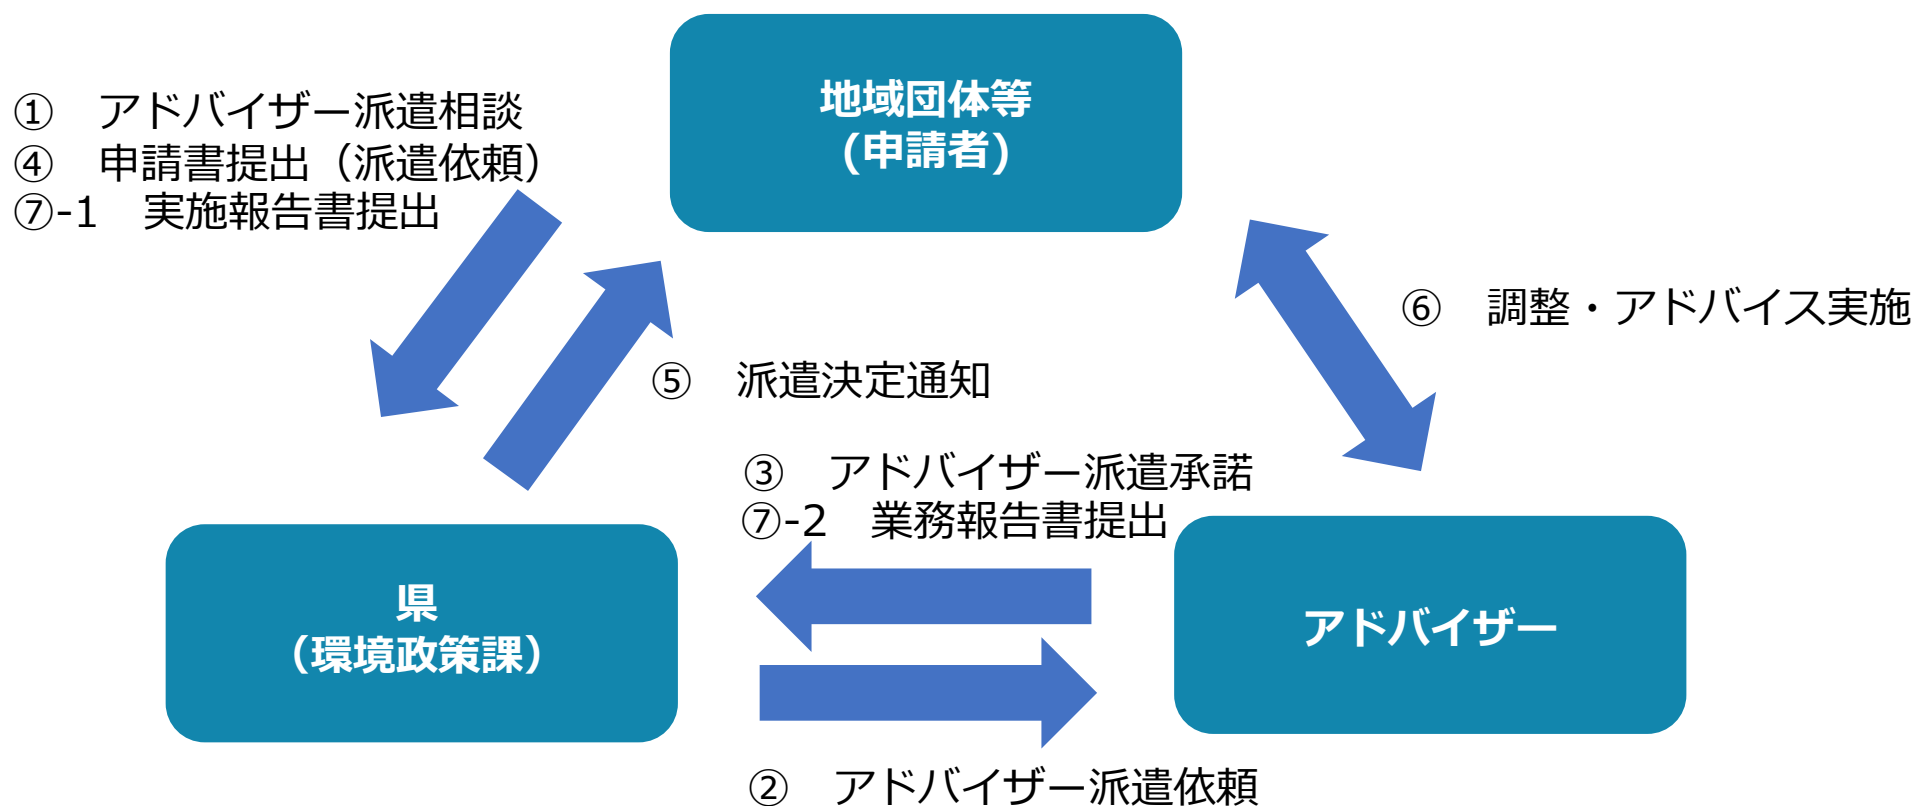 地域団体等
(申請者)
①　アドバイザー派遣相談
④　申請書提出（派遣依頼）
⑦-1　実施報告書提出
⑥　調整・アドバイス実施
⑤　派遣決定通知
③　アドバイザー派遣承諾
⑦-2　業務報告書提出
県
（環境政策課）
アドバイザー
②　アドバイザー派遣依頼